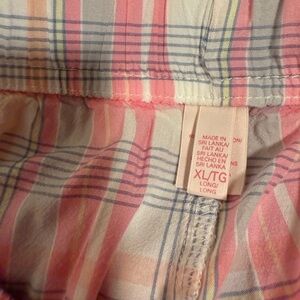 MADE IN
SRI LANKA/
FAIT AU
SRI LANKA/
HECHO EN
SRI LANKA
XL/TG
LONG/
LONG